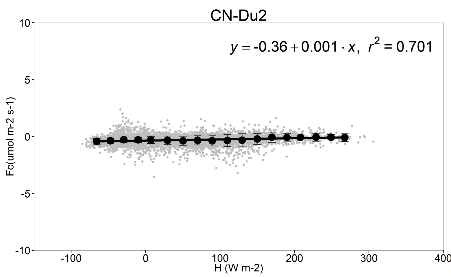 CN-Du2
y = -0.36 + 0.001 · x, r² = 0.701
10
5
0
-5
-10
Fc(umol m-2 s-1)
-100 0 100 200 300 400
H (W m-2)